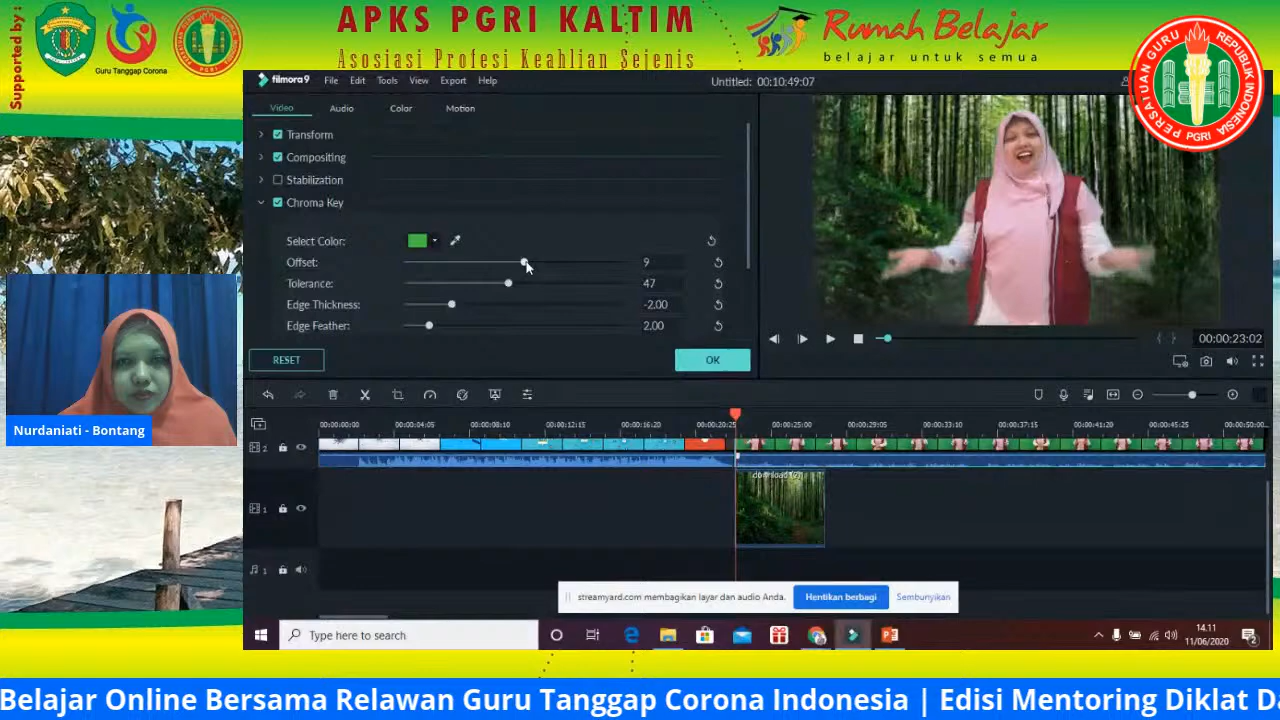 Supported by :
Guru Tanggap Corona
PGRI
APKS PGRI KALTIM
Asosiasi Profesi Keahlian Sejenis
Rumah Belajar
belajar untuk semua
PERSATUAN GURU REPUBLIK INDONESIA
PGRI
filmora9 File Edit Tools View Export Help
Untitled: 00:10:49:07
Video Audio Color Motion
Transform
Compositing
Stabilization
Chroma Key
Select Color:
Offset: 9
Tolerance: 47
Edge Thickness: -2.00
Edge Feather: 2.00
RESET
OK
00:00:23:02
Nurdaniati - Bontang
00:00:00:00 00:00:04:05 00:00:08:10 00:00:12:15 00:00:16:20 00:00:20:25 00:00:25:00 00:00:29:05 00:00:33:10 00:00:37:15 00:00:41:20 00:00:45:25 00:00:50:00
2
1
1
streamyard.com membagikan layar dan audio Anda.
Hentikan berbagi
Sembunyikan
Type here to search
14.11
11/06/2020
2
Belajar Online Bersama Relawan Guru Tanggap Corona Indonesia | Edisi Mentoring Diklat Da